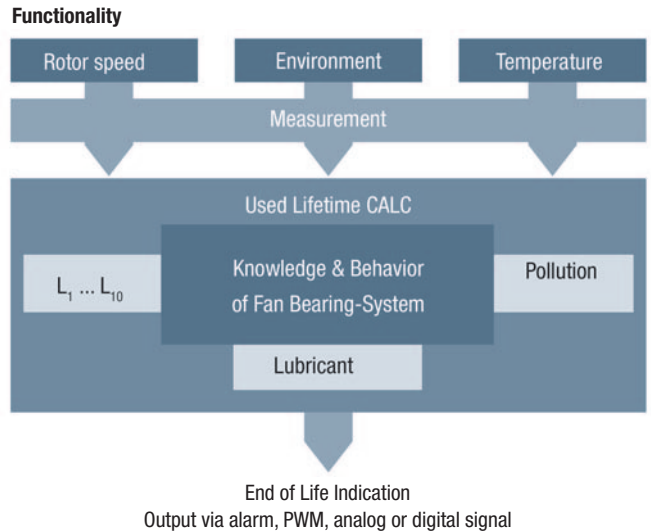 Functionality
Rotor speed
Environment
Temperature
Measurement
Used Lifetime CALC
L1 ... L10
Knowledge & Behavior
of Fan Bearing-System
Pollution
Lubricant
End of Life Indication
Output via alarm, PWM, analog or digital signal